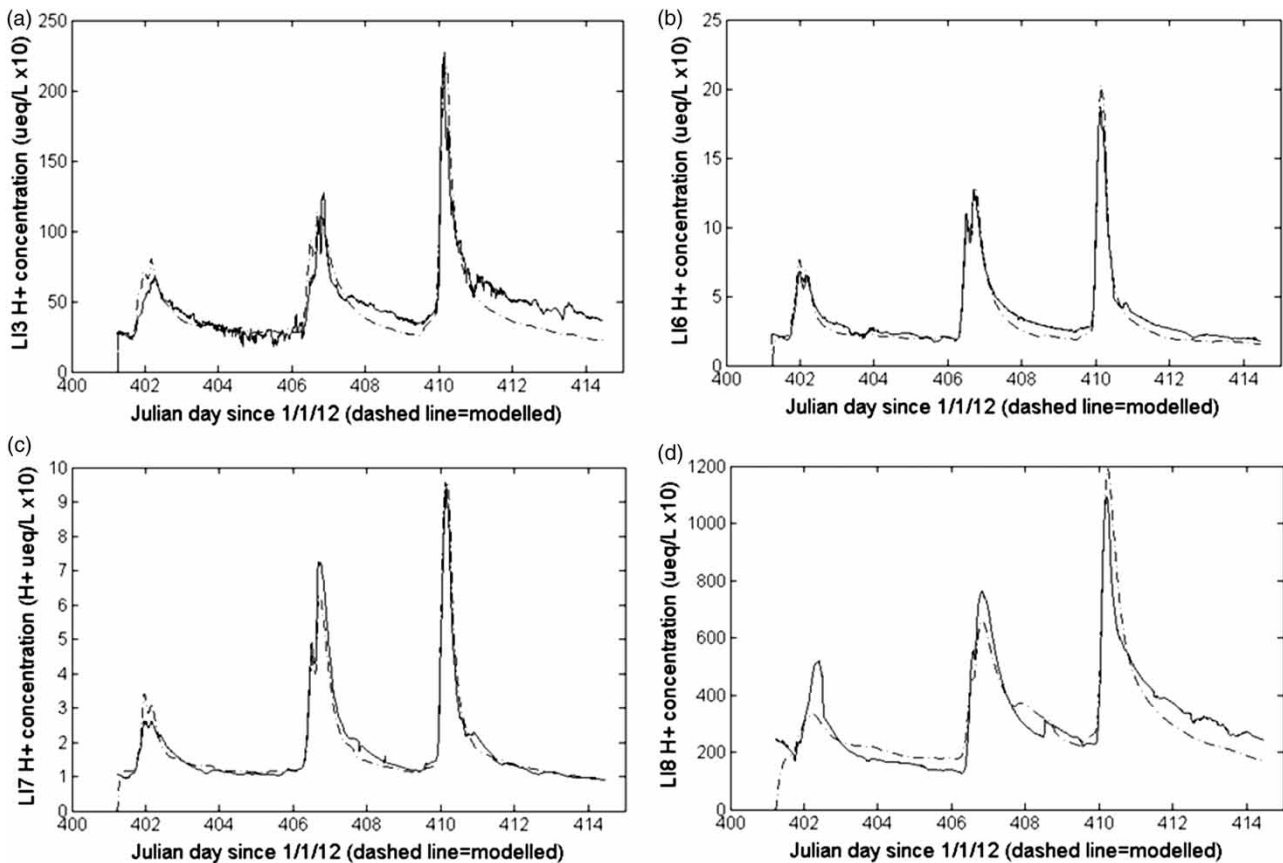 (a)
250
200
150
100
50
0
LI3 H+ concentration (ueq/L x10)
400 402 404 406 408 410 412 414
Julian day since 1/1/12 (dashed line=modelled)
(b)
25
20
15
10
5
0
LI6 H+ concentration (ueq/L x10)
400 402 404 406 408 410 412 414
Julian day since 1/1/12 (dashed line=modelled)
(c)
10
9
8
7
6
5
4
3
2
1
0
LI7 H+ concentration (H+ ueq/L x10)
400 402 404 406 408 410 412 414
Julian day since 1/1/12 (dashed line=modelled)
(d)
1200
1000
800
600
400
200
0
LI8 H+ concentration (ueq/L x10)
400 402 404 406 408 410 412 414
Julian day since 1/1/12 (dashed line=modelled)